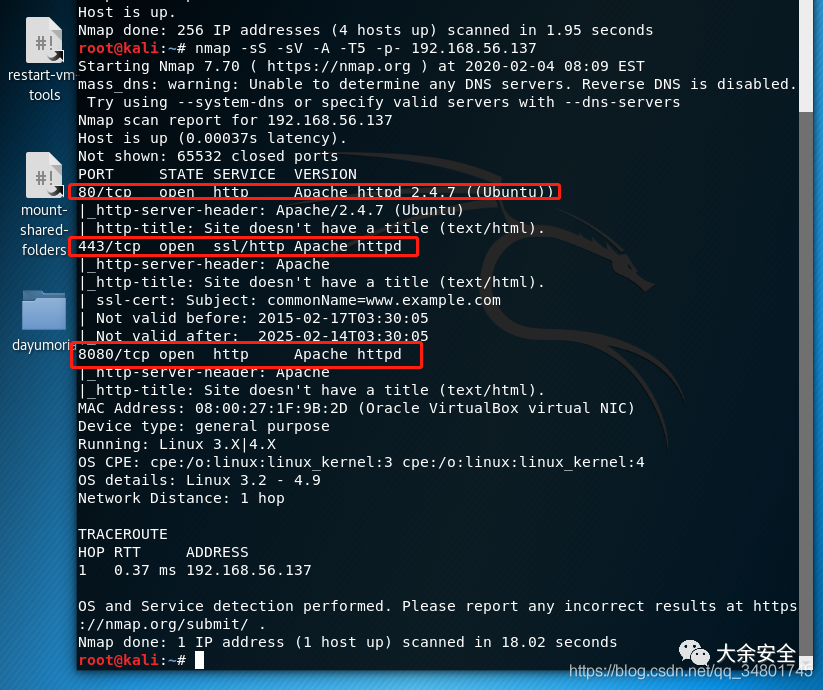 Host is up.
Nmap done: 256 IP addresses (4 hosts up) scanned in 1.95 seconds
root@kali:~# nmap -sS -sV -A -T5 -p- 192.168.56.137
Starting Nmap 7.70 ( https://nmap.org ) at 2020-02-04 08:09 EST
mass_dns: warning: Unable to determine any DNS servers. Reverse DNS is disabled.
 Try using --system-dns or specify valid servers with --dns-servers
Nmap scan report for 192.168.56.137
Host is up (0.00037s latency).
Not shown: 65532 closed ports
PORT     STATE SERVICE  VERSION
80/tcp   open  http     Apache httpd 2.4.7 ((Ubuntu))
|_http-server-header: Apache/2.4.7 (Ubuntu)
|_http-title: Site doesn't have a title (text/html).
443/tcp  open  ssl/http Apache httpd
|_http-server-header: Apache
|_http-title: Site doesn't have a title (text/html).
| ssl-cert: Subject: commonName=www.example.com
| Not valid before: 2015-02-17T03:30:05
|_Not valid after:  2025-02-14T03:30:05
8080/tcp open  http     Apache httpd
|_http-server-header: Apache
|_http-title: Site doesn't have a title (text/html).
MAC Address: 08:00:27:1F:9B:2D (Oracle VirtualBox virtual NIC)
Device type: general purpose
Running: Linux 3.X|4.X
OS CPE: cpe:/o:linux:linux_kernel:3 cpe:/o:linux:linux_kernel:4
OS details: Linux 3.2 - 4.9
Network Distance: 1 hop
TRACEROUTE
HOP RTT     ADDRESS
1   0.37 ms 192.168.56.137
OS and Service detection performed. Please report any incorrect results at https
://nmap.org/submit/ .
Nmap done: 1 IP address (1 host up) scanned in 18.02 seconds
root@kali:~#
restart-vm-
tools
mount-
shared-
folders
dayumoria
大余安全
https://blog.csdn.net/qq_34801745